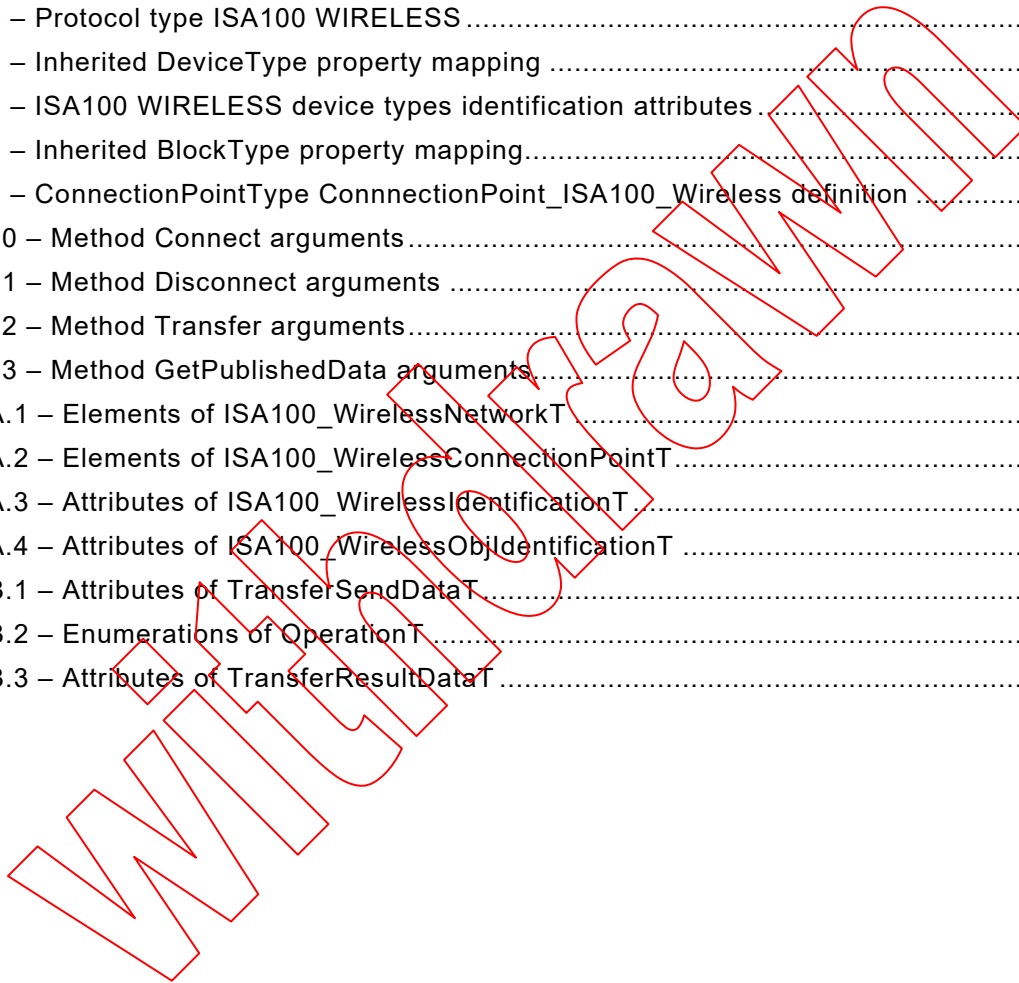 – Protocol type ISA100 WIRELESS
– Inherited DeviceType property mapping
– ISA100 WIRELESS device types identification attributes
– Inherited BlockType property mapping
– ConnectionPointType ConnnectionPoint_ISA100_Wireless definition
0 – Method Connect arguments
1 – Method Disconnect arguments
2 – Method Transfer arguments
3 – Method GetPublishedData arguments
A.1 – Elements of ISA100_WirelessNetworkT
A.2 – Elements of ISA100_WirelessConnectionPointT
A.3 – Attributes of ISA100_WirelessIdentificationT
A.4 – Attributes of ISA100_WirelessObjIdentificationT
B.1 – Attributes of TransferSendDataT
B.2 – Enumerations of OperationT
B.3 – Attributes of TransferResultDataT
withdrawn